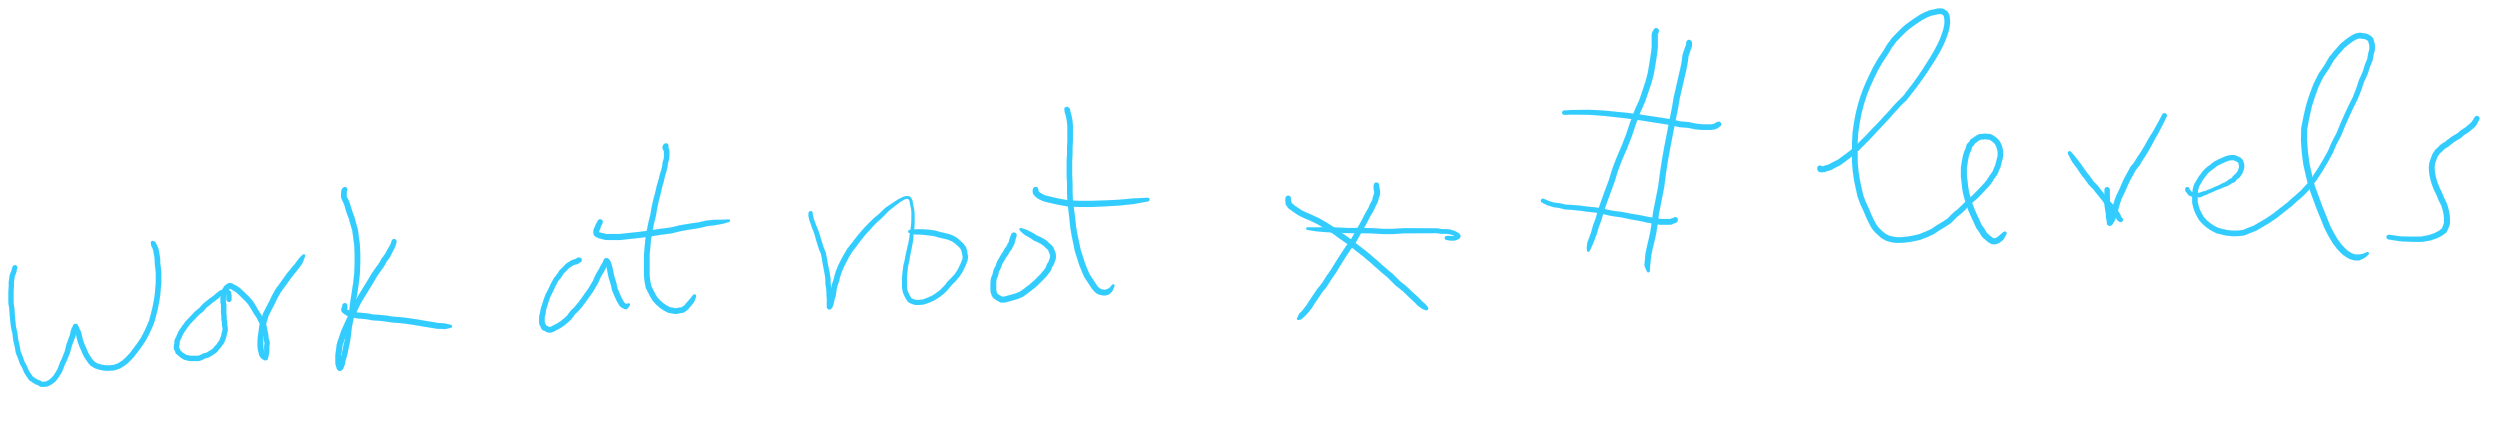 work at root * # levels